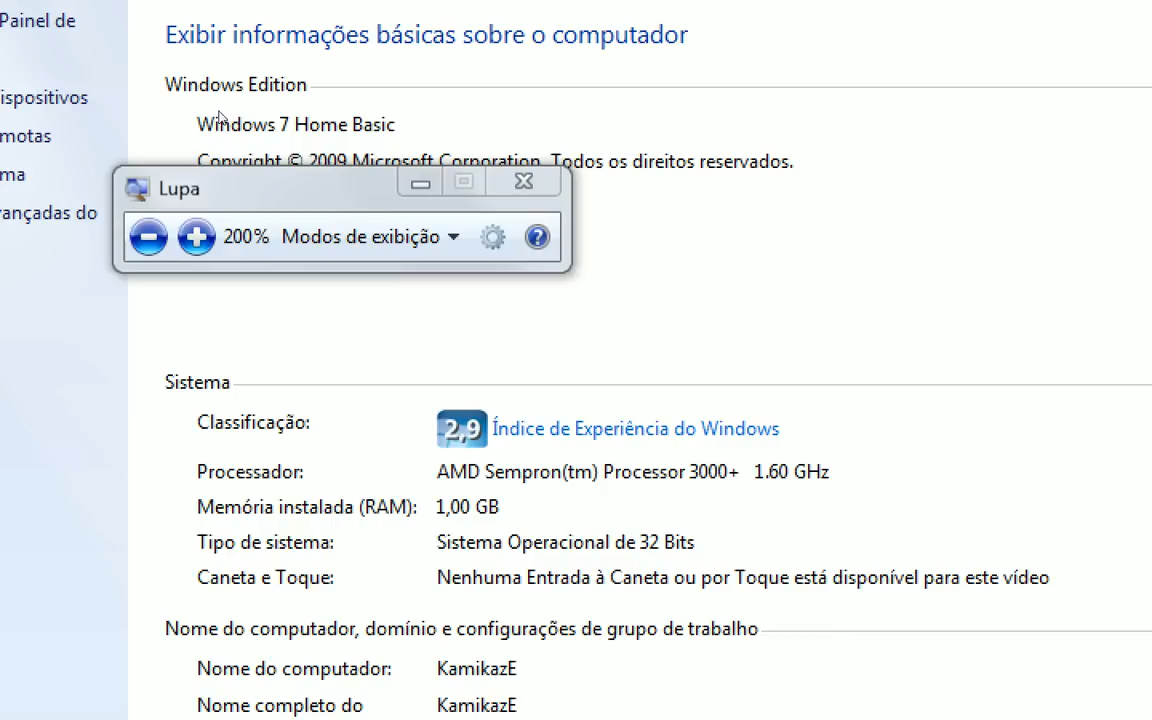 Painel de
ispositivos
motas
ma
vançadas do
Exibir informações básicas sobre o computador
Windows Edition
Windows 7 Home Basic
Copyright © 2009 Microsoft Corporation. Todos os direitos reservados.
Lupa
200% Modos de exibição
Sistema
Classificação: 2,9 Índice de Experiência do Windows
Processador: AMD Sempron(tm) Processor 3000+ 1.60 GHz
Memória instalada (RAM): 1,00 GB
Tipo de sistema: Sistema Operacional de 32 Bits
Caneta e Toque: Nenhuma Entrada à Caneta ou por Toque está disponível para este vídeo
Nome do computador, domínio e configurações de grupo de trabalho
Nome do computador: KamikazE
Nome completo do KamikazE